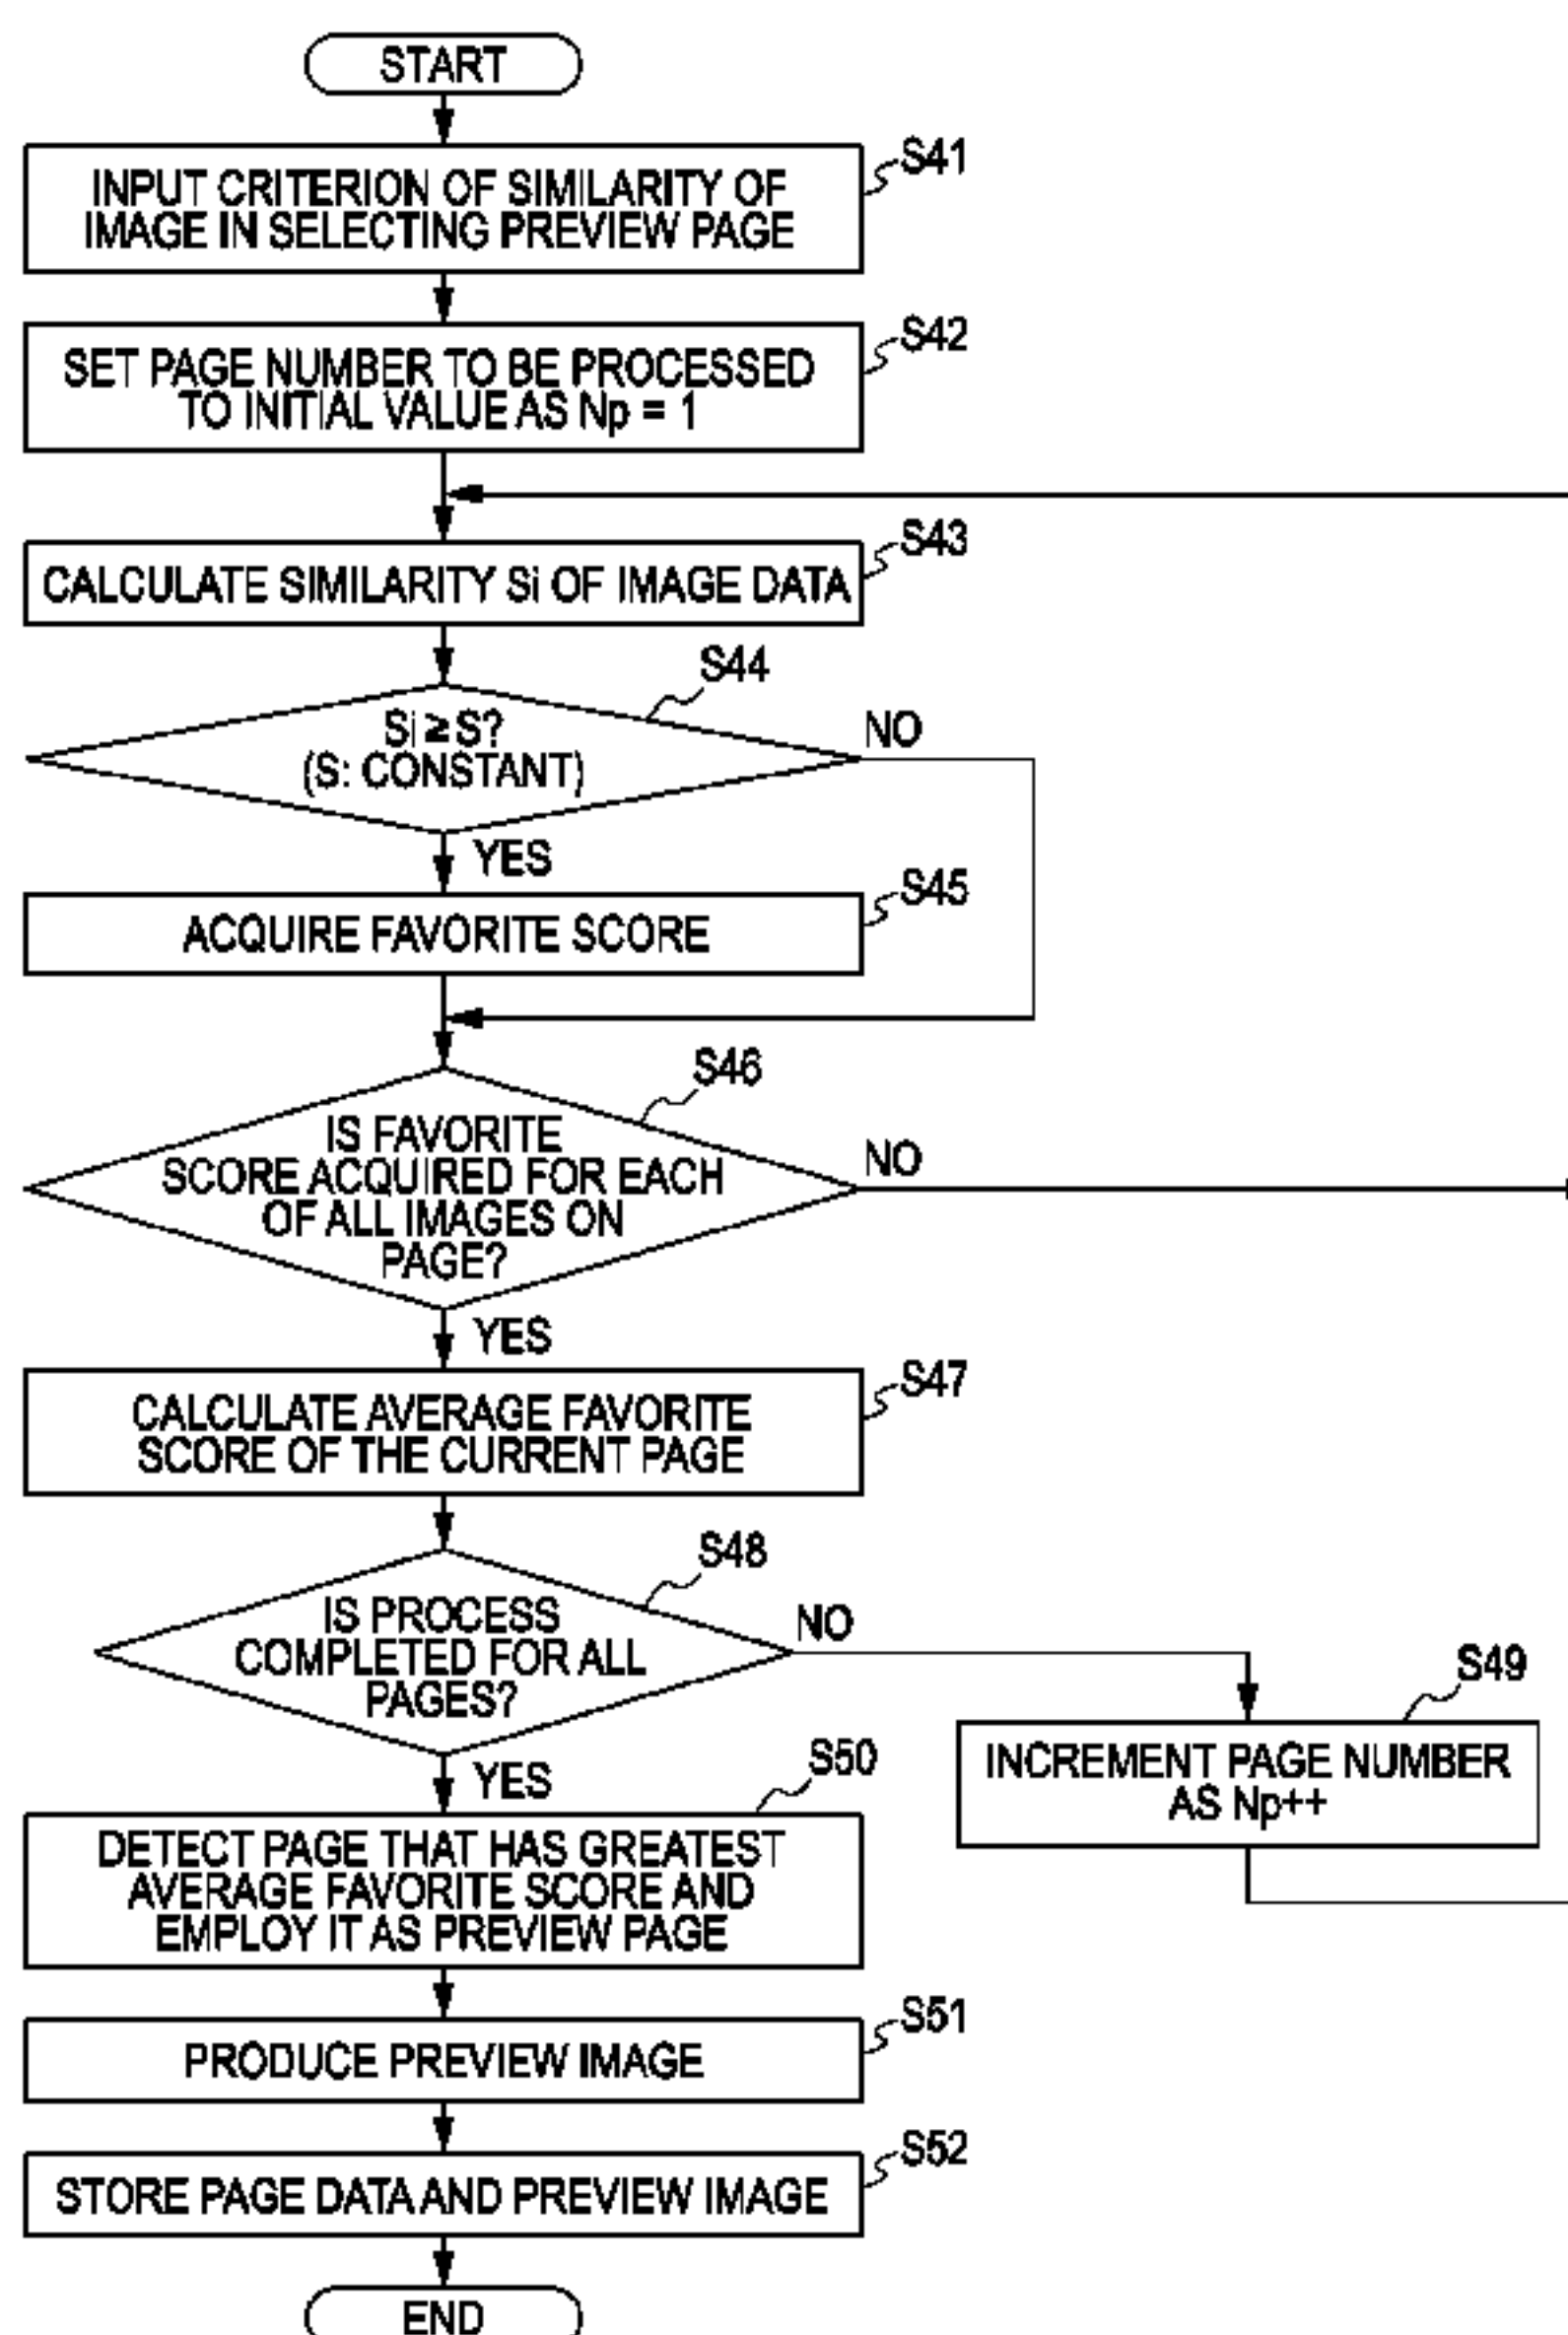 START
S41
INPUT CRITERION OF SIMILARITY OF
IMAGE IN SELECTING PREVIEW PAGE
S42
SET PAGE NUMBER TO BE PROCESSED
TO INITIAL VALUE AS Np = 1
S43
CALCULATE SIMILARITY Si OF IMAGE DATA
S44
Si ≥ S?
(S: CONSTANT)
NO
YES
S45
ACQUIRE FAVORITE SCORE
S46
IS FAVORITE
SCORE ACQUIRED FOR EACH
OF ALL IMAGES ON
PAGE?
NO
YES
S47
CALCULATE AVERAGE FAVORITE
SCORE OF THE CURRENT PAGE
S48
IS PROCESS
COMPLETED FOR ALL
PAGES?
NO
S49
INCREMENT PAGE NUMBER
AS Np++
YES
S50
DETECT PAGE THAT HAS GREATEST
AVERAGE FAVORITE SCORE AND
EMPLOY IT AS PREVIEW PAGE
S51
PRODUCE PREVIEW IMAGE
S52
STORE PAGE DATA AND PREVIEW IMAGE
END